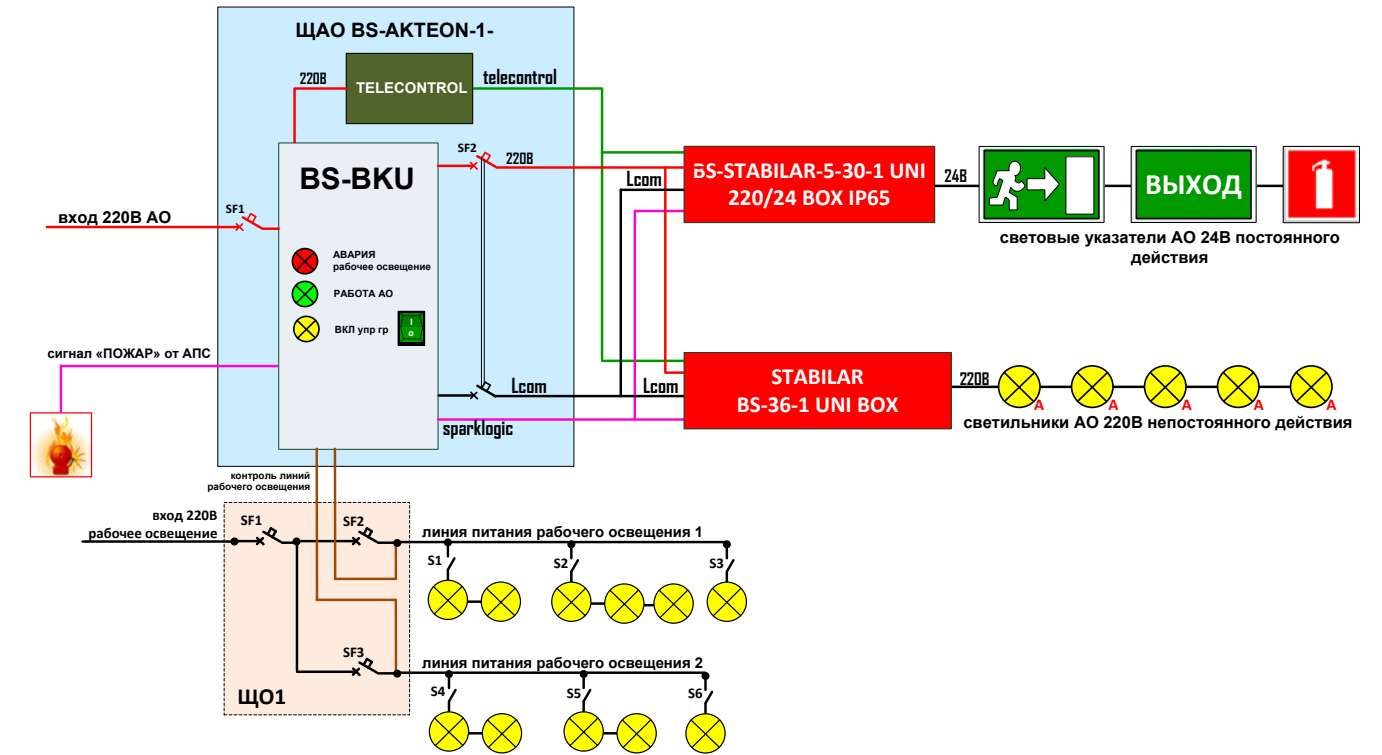 ЩАО BS-AKTEON-1-
220В
TELECONTROL
telecontrol
SF2
220В
BS-BKU
Lcom
БS-STABILAR-5-30-1 UNI
220/24 BOX IP65
24В
ВЫХОД
вход 220В АО
SF1
световые указатели АО 24В постоянного
действия
АВАРИЯ
рабочее освещение
РАБОТА АО
ВКЛ упр гр
I
o
сигнал «ПОЖАР» от АПС
Lcom
Lcom
STABILAR
BS-36-1 UNI BOX
220В
А
А
А
А
А
светильники АО 220В непостоянного действия
sparklogic
контроль линий
рабочего освещения
вход 220В
рабочее освещение
SF1
SF2
линия питания рабочего освещения 1
S1
S2
S3
SF3
линия питания рабочего освещения 2
S4
S5
S6
ЩО1